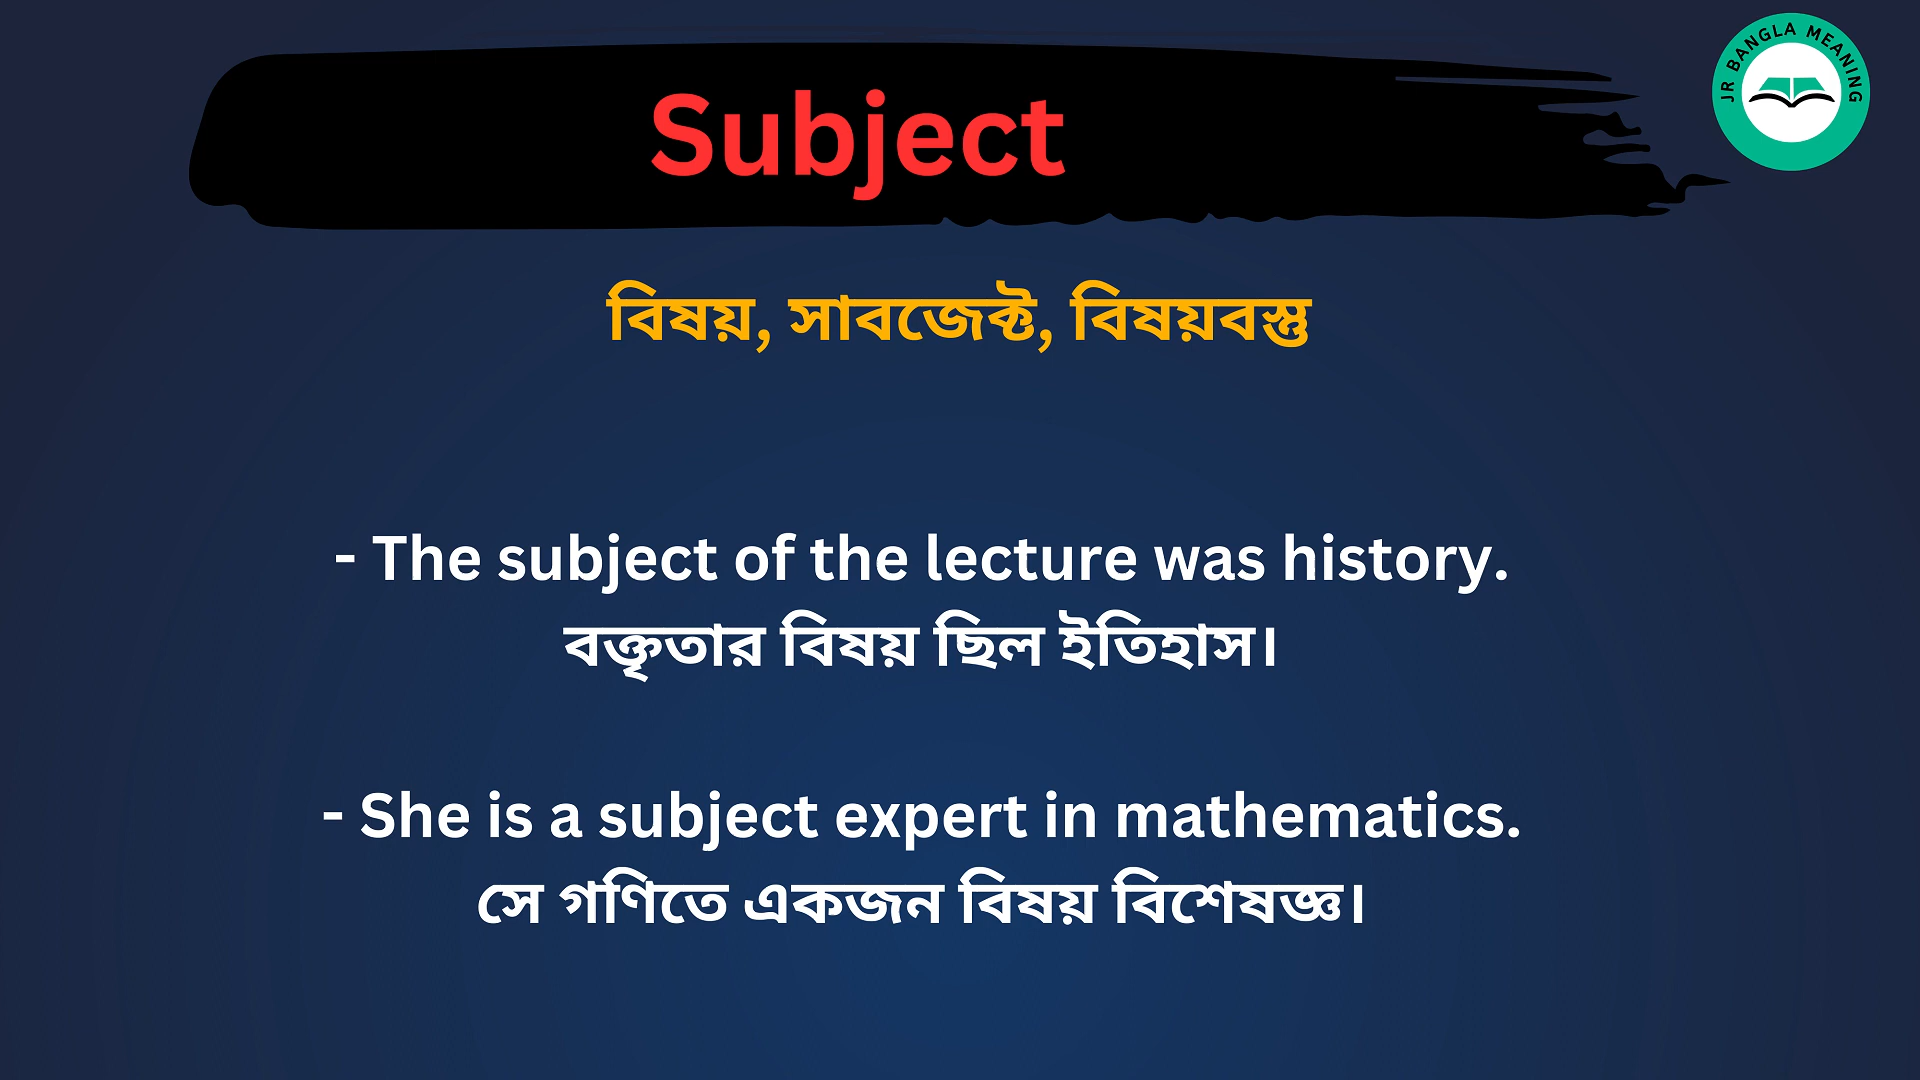 JR BANGLA MEANING
Subject
বিষয়, সাবজেক্ট, বিষয়বস্তু
- The subject of the lecture was history.
বক্তৃতার বিষয় ছিল ইতিহাস।
- She is a subject expert in mathematics.
সে গণিতে একজন বিষয় বিশেষজ্ঞ।